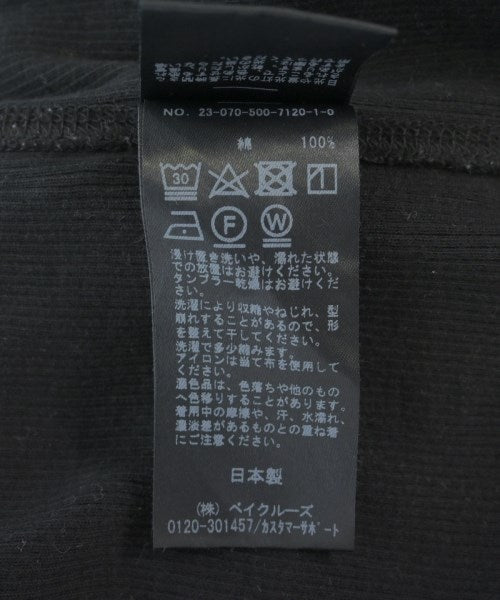 NO. 23-070-500-7120-1-0
綿 100%
30
F W
浸け置き洗いや、濡れた状態
での放置はお避けください。
タンブラー乾燥はお避けくだ
さい。
洗濯により収縮やねじれ、型
崩れすることがあるので、形
を整えて干してください。
洗濯で多少縮みます。
アイロンは当て布を使用して
ください。
濃色品は、色落ちや他のもの
へ色移りすることがあります。
着用中の摩擦や、汗、水濡れ、
濃淡差があるものとの重ね着
にご注意ください。
日本製
(株) ベイクルーズ
0120-301457/カスタマーサポート